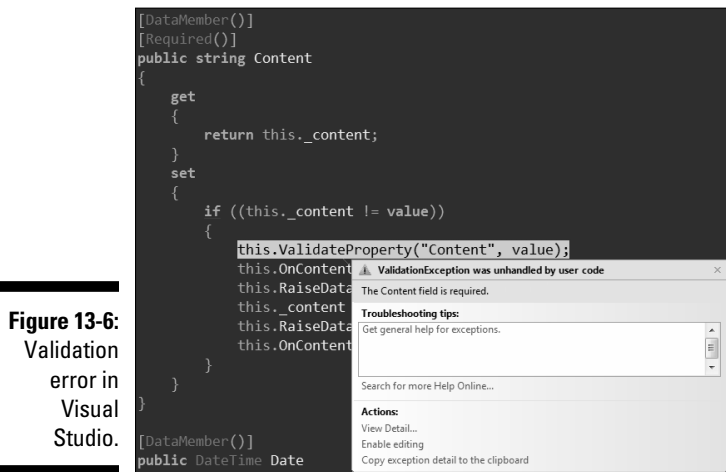 [DataMember()]
[Required()]
public string Content
{
get
{
return this._content;
}
set
{
if ((this._content != value))
{
this.ValidateProperty("Content", value);
this.OnContent
this.RaiseData
this._content
this.RaiseData
this.OnContent
}
}
}
[DataMember()]
public DateTime Date
ValidationException was unhandled by user code
The Content field is required.
Troubleshooting tips:
Get general help for exceptions.
Search for more Help Online...
Actions:
View Detail...
Enable editing
Copy exception detail to the clipboard
Figure 13-6:
Validation
error in
Visual
Studio.